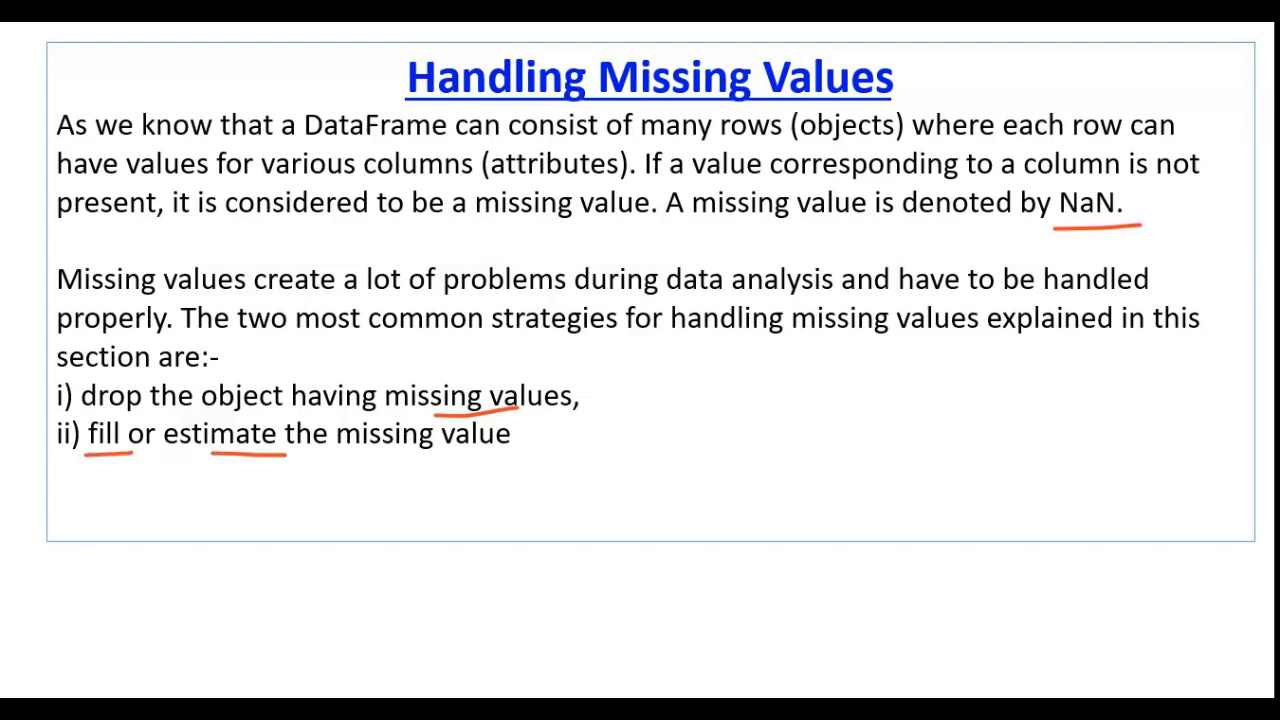 Handling Missing Values
As we know that a DataFrame can consist of many rows (objects) where each row can
have values for various columns (attributes). If a value corresponding to a column is not
present, it is considered to be a missing value. A missing value is denoted by NaN.
Missing values create a lot of problems during data analysis and have to be handled
properly. The two most common strategies for handling missing values explained in this
section are:-
i) drop the object having missing values,
ii) fill or estimate the missing value